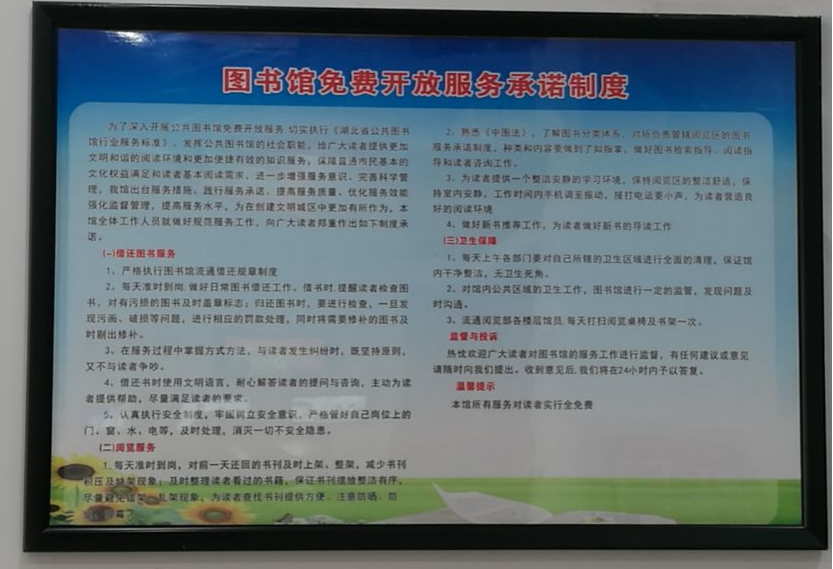 图书馆免费开放服务承诺制度
为了深入开展公共图书馆免费开放服务 切实执行《湖北省公共图书
馆行业服务标准》，发挥公共图书馆的社会职能，给广大读者提供更加
文明和谐的阅读环境和更加便捷有效的知识服务，保障县通市民基本的
文化权益满足和读者基本阅读需求，进一步增强服务意识、完善科学管
理，我馆出台服务措施、践行服务承诺、提高服务质量、优化服务效能
强化监督管理，提高服务水平，为在创建文明城区中更加有所作为，本
馆全体工作人员就做好规范服务工作，向广大读者郑重作出如下制度承
诺。
(一)借还图书服务
1、严格执行图书馆流通借还规章制度
2、每天准时到岗,做好日常图书借还工作。借书时,提醒读者检查图
书，对有污损的图书及时盖章标志；归还图书时，要进行检查，一旦发
现污画、破损等问题，进行相应的罚款处理，同时将需要修补的图书及
时剔出修补。
3、在服务过程中掌握方式方法，与读者发生纠纷时，既坚持原则，
又不与读者争吵。
4、借还书时使用文明语言，耐心解答读者的提问与咨询，主动为读
者提供帮助，尽量满足读者的要求。
5、认真执行安全制度，牢固树立安全意识，严格管好自己岗位上的
门、窗、水、电等，及时处理，消灭一切不安全隐患。
(二)阅览服务
1.每天准时到岗，对前一天还回的书刊及时上架、整架，减少书刊
积压及缺架现象；及时整理读者看过的书籍，保证书刊摆放整洁有序，
尽量避免错架、乱架现象，为读者查找书刊提供方便。注意防晒、防
霉。
2、熟悉《中图法》，了解图书分类体系，对所负责管辖阅览区的图书
服务承诺制度、种类和内容要做到了如指掌，做好图书检索指导、阅读指
导和读者咨询工作。
3、为读者提供一个整洁安静的学习环境，保持阅览区的整洁舒适，保
持室内安静，工作时间内手机调至振动，接打电话要小声，为读者营造良
好的阅读环境
4、做好新书推荐工作，为读者做好新书的导读工作
(三)卫生保障
1、每天上午各部门要对自己所辖的卫生区域进行全面的清理，保证馆
内干净整洁，无卫生死角。
2、对馆内公共区域的卫生工作，图书馆进行一定的监管，发现问题及
时沟通。
3、流通阅览部各楼层馆员,每天打扫阅览桌椅及书架一次。
监督与投诉
热忱欢迎广大读者对图书馆的服务工作进行监督，有任何建议或意见
请随时向我们提出。收到意见后,我们将在24小时内予以答复。
温馨提示
本馆所有服务对读者实行全免费